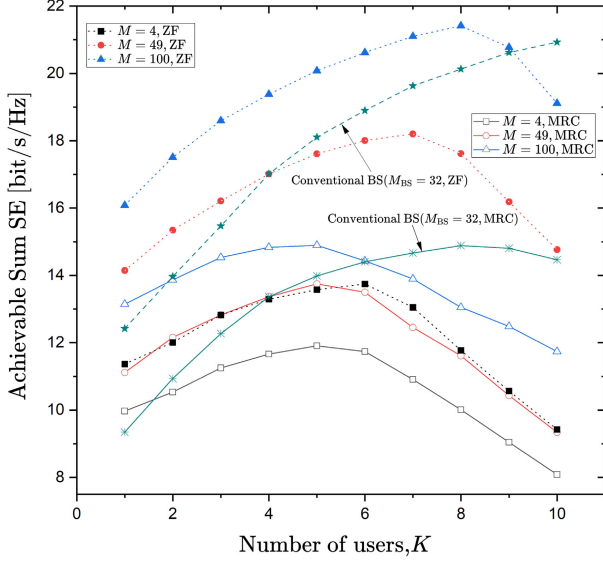 M = 4, ZF
M = 49, ZF
M = 100, ZF
M = 4, MRC
M = 49, MRC
M = 100, MRC
Conventional BS(M_BS = 32, ZF)
Conventional BS(M_BS = 32, MRC)
Achievable Sum SE [bit/s/Hz]
22
20
18
16
14
12
10
8
0
2
4
6
8
10
Number of users,K